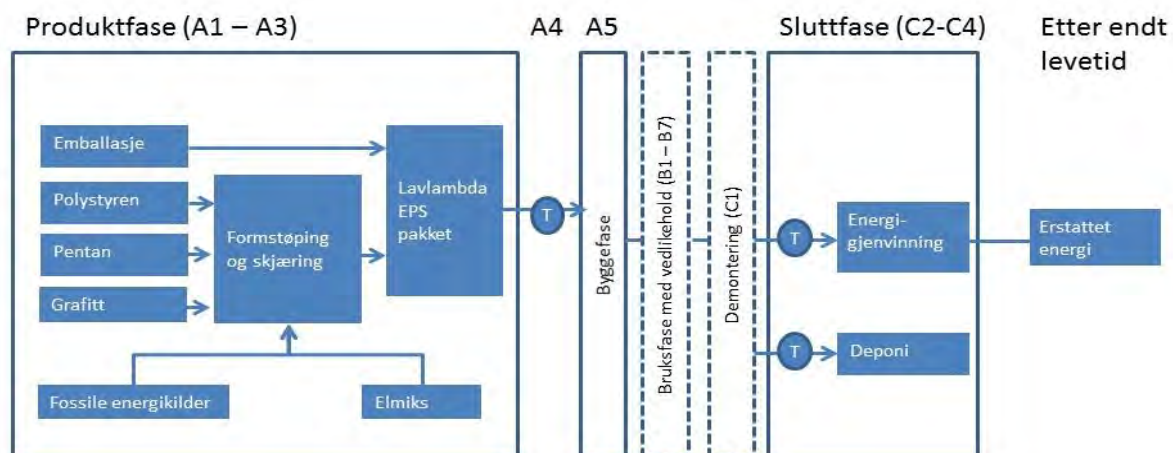 Produktfase (A1 – A3)
A4
A5
Sluttfase (C2-C4)
Etter endt
levetid
Emballasje
Polystyren
Pentan
Grafitt
Formstøping
og skjæring
Lavlambda
EPS
pakket
Fossile energikilder
Elmiks
T
Byggefase
Bruksfase med vedlikehold (B1 – B7)
Demontering (C1)
T
Energi-
gjenvinning
T
Deponi
Erstattet
energi